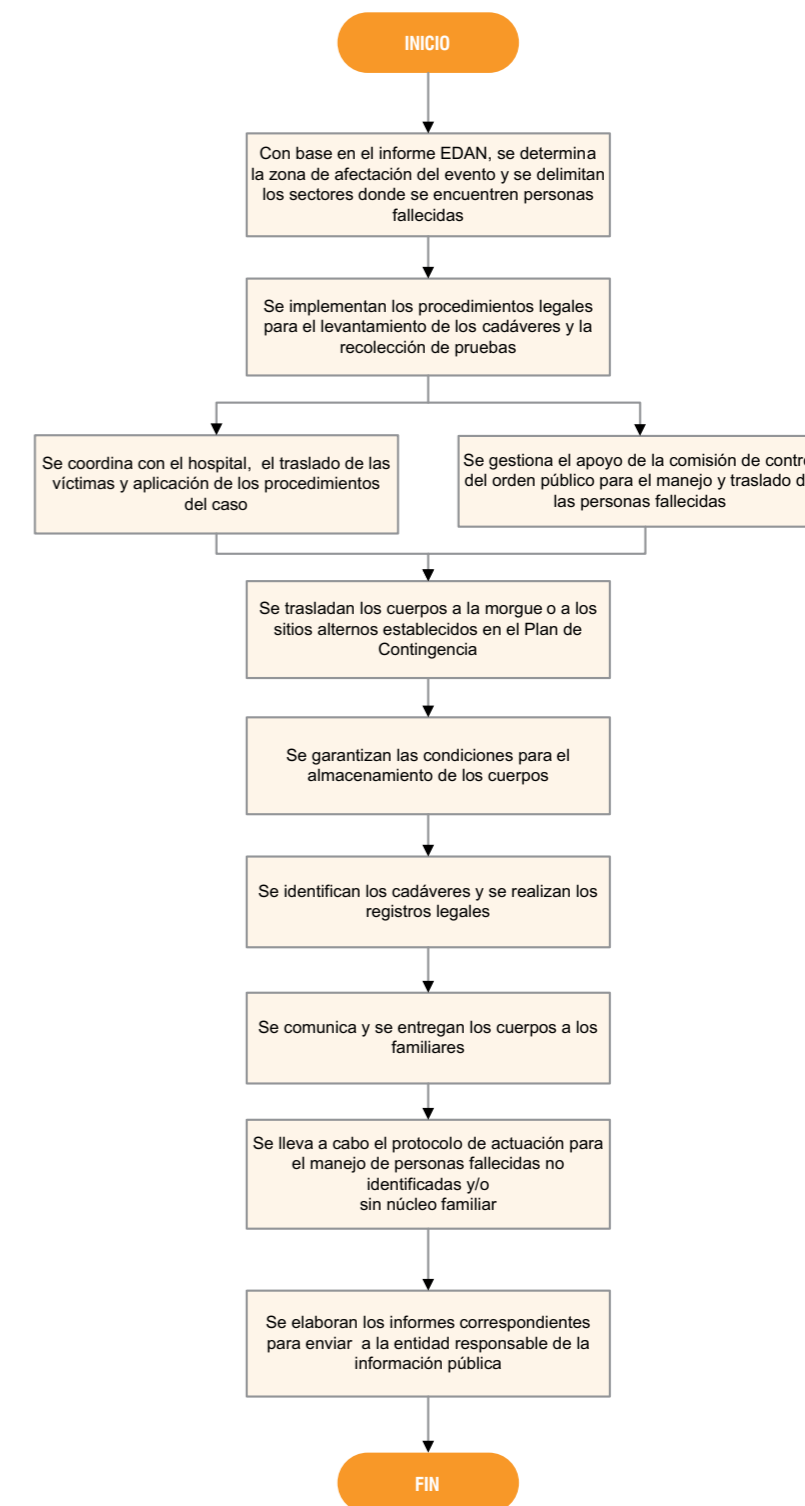 INICIO
Con base en el informe EDAN, se determina
la zona de afectación del evento y se delimitan
los sectores donde se encuentren personas
fallecidas
Se implementan los procedimientos legales
para el levantamiento de los cadáveres y la
recolección de pruebas
Se coordina con el hospital, el traslado de las
víctimas y aplicación de los procedimientos
del caso
Se gestiona el apoyo de la comisión de contro
del orden público para el manejo y traslado d
las personas fallecidas
Se trasladan los cuerpos a la morgue o a los
sitios alternos establecidos en el Plan de
Contingencia
Se garantizan las condiciones para el
almacenamiento de los cuerpos
Se identifican los cadáveres y se realizan los
registros legales
Se comunica y se entregan los cuerpos a los
familiares
Se lleva a cabo el protocolo de actuación para
el manejo de personas fallecidas no
identificadas y/o
sin núcleo familiar
Se elaboran los informes correspondientes
para enviar a la entidad responsable de la
información pública
FIN